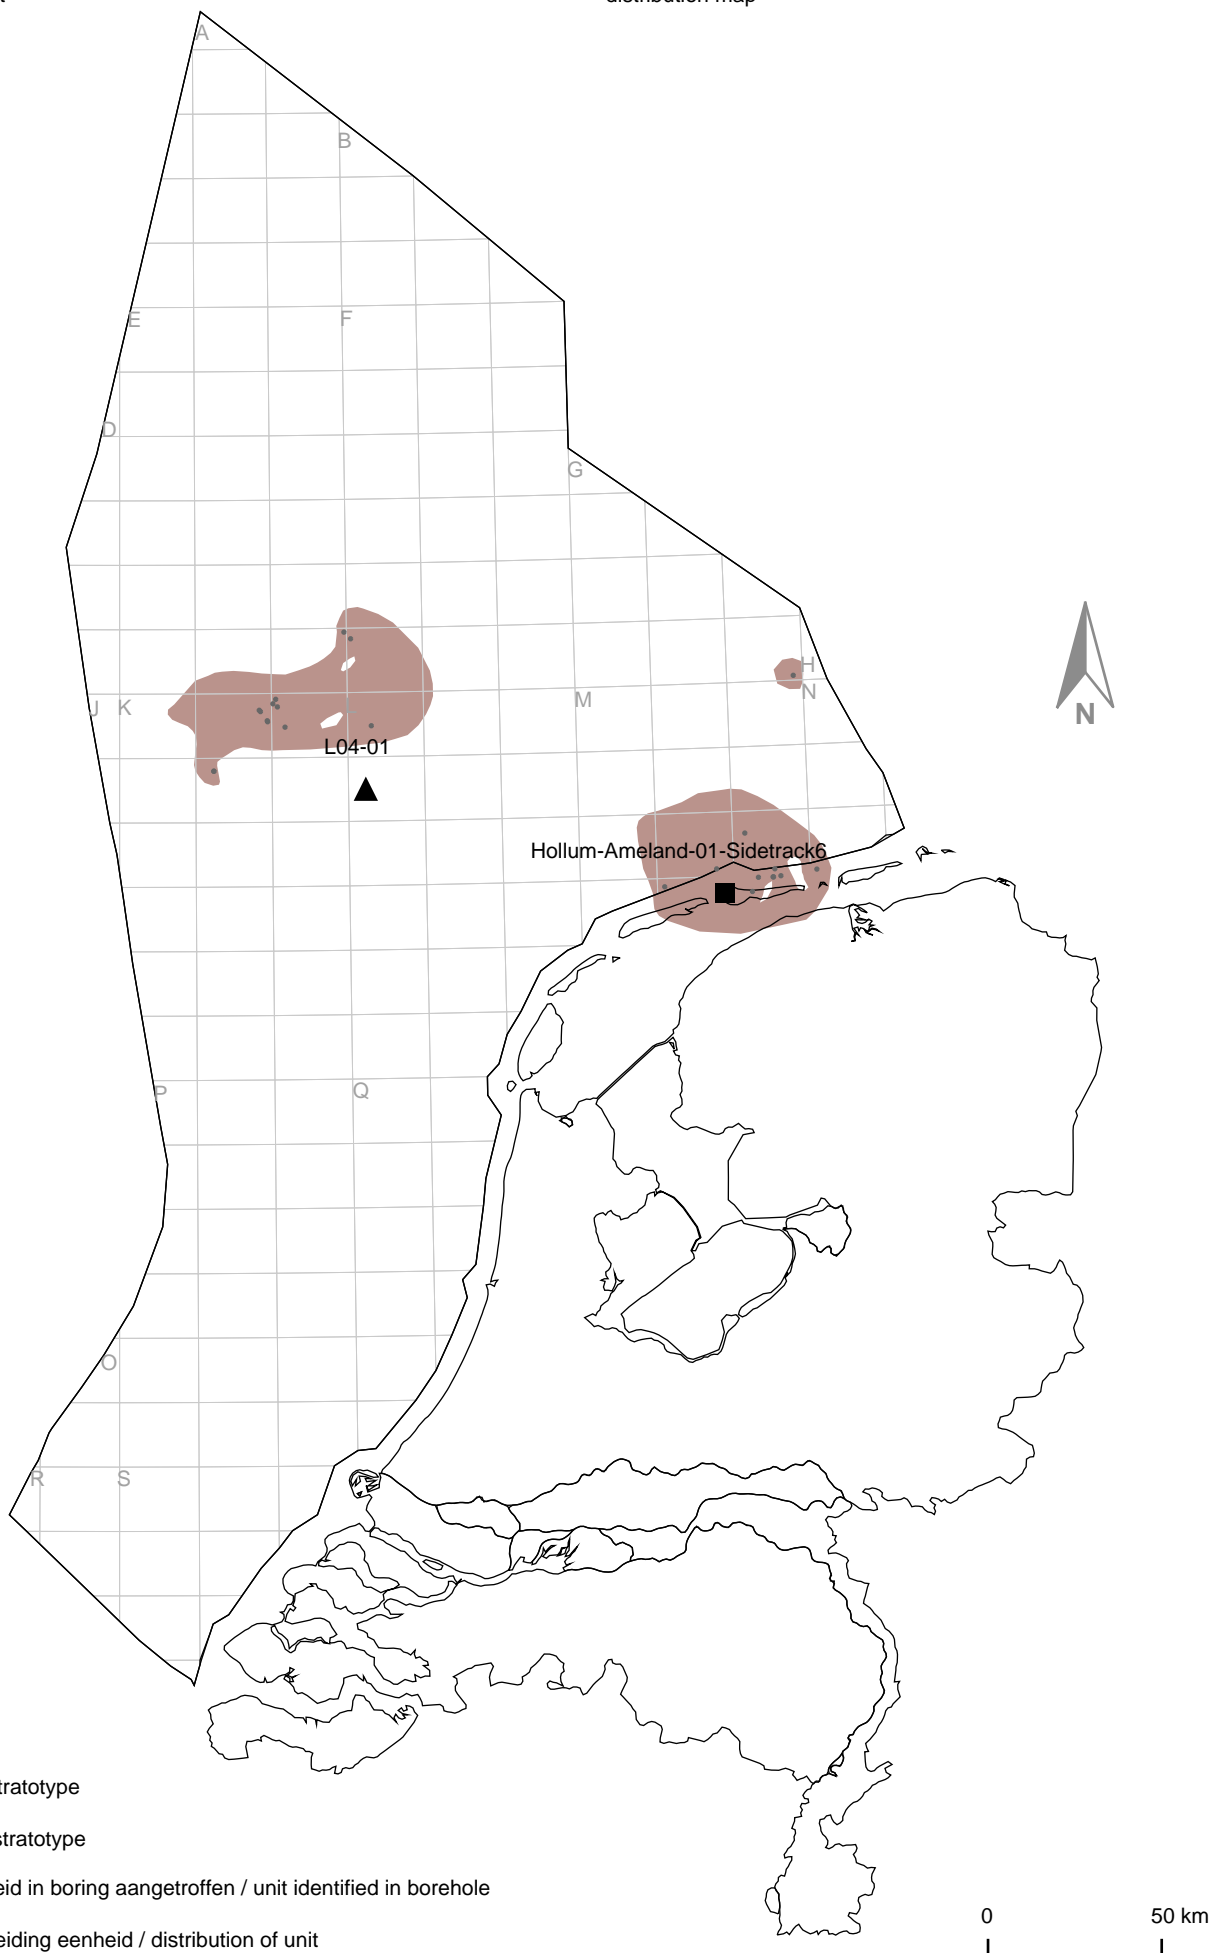 distribution map
A
B
E
F
D
G
H
J
K
M
N
L04-01
Hollum-Ameland-01-Sidetrack6
N
P
Q
O
R
S
stratotype
eid in boring aangetroffen / unit identified in borehole
eiding eenheid / distribution of unit
0
50 km